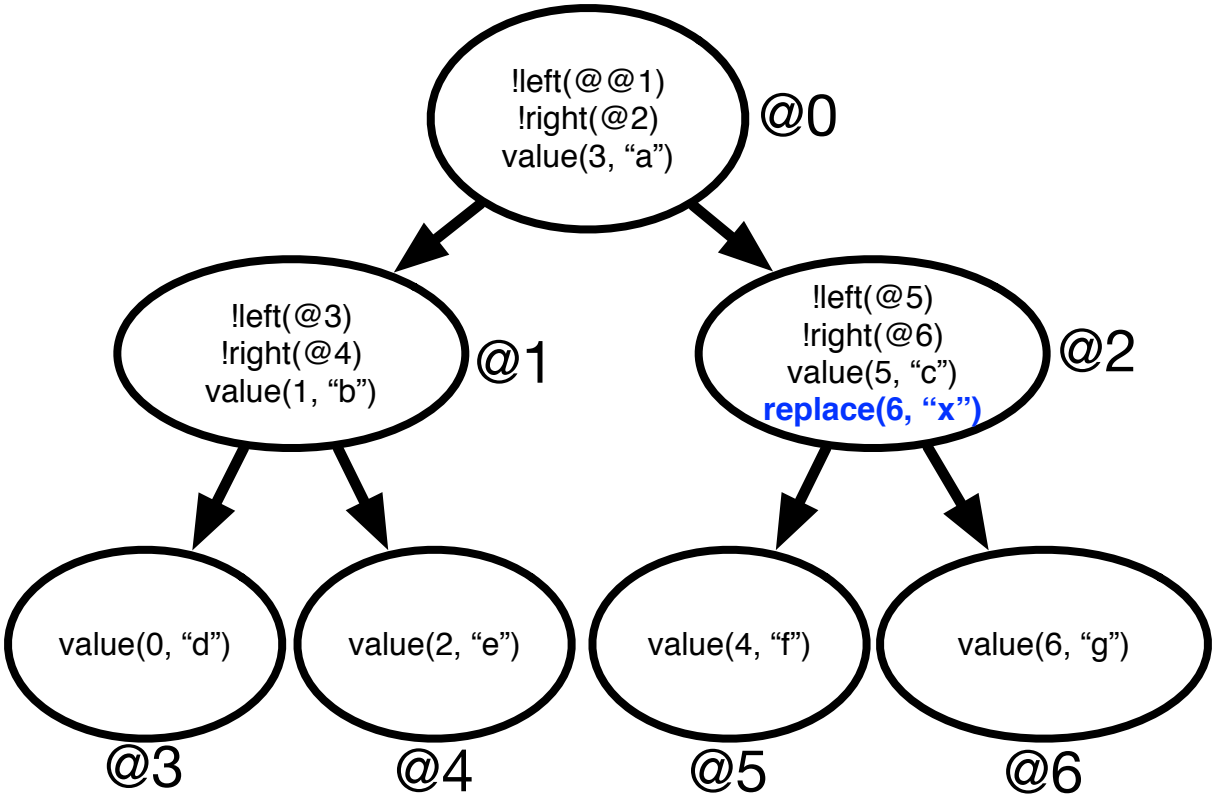 !left(@@1)
!right(@2)
value(3, “a”)
@0
!left(@3)
!right(@4)
value(1, “b”)
@1
!left(@5)
!right(@6)
value(5, “c”)
replace(6, “x”)
@2
value(0, “d”)
value(2, “e”)
value(4, “f”)
value(6, “g”)
@3
@4
@5
@6